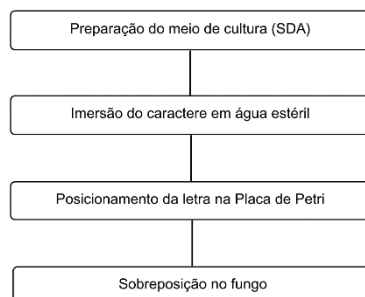 Preparação do meio de cultura (SDA)
Imersão do caractere em água estéril
Posicionamento da letra na Placa de Petri
Sobreposição no fungo